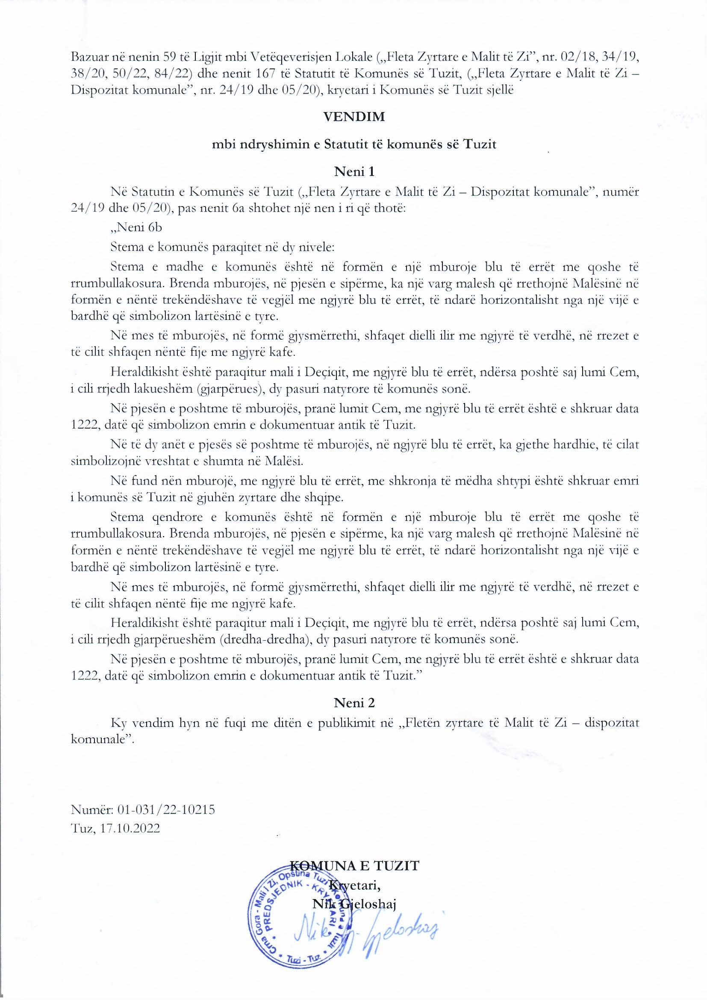 Bazuar në nenin 59 të Ligjit mbi Vetëqeverisjen Lokale („Fleta Zyrtare e Malit të Zi”, nr. 02/18, 34/19,
38/20, 50/22, 84/22) dhe nenit 167 të Statutit të Komunës së Tuzit, („Fleta Zyrtare e Malit të Zi –
Dispozitat komunale”, nr. 24/19 dhe 05/20), kryetari i Komunës së Tuzit sjellë
VENDIM
mbi ndryshimin e Statutit të komunës së Tuzit
Neni 1
Në Statutin e Komunës së Tuzit („Fleta Zyrtare e Malit të Zi – Dispozitat komunale”, numër
24/19 dhe 05/20), pas nenit 6a shtohet një nen i ri që thotë:
„Neni 6b
Stema e komunës paraqitet në dy nivele:
Stema e madhe e komunës është në formën e një mburoje blu të errët me qoshe të
rrumbullakosura. Brenda mburojës, në pjesën e sipërme, ka një varg malesh që rrethojnë Malësinë në
formën e nëntë trekëndëshave të vegjël me ngjyrë blu të errët, të ndarë horizontalisht nga një vijë e
bardhë që simbolizon lartësinë e tyre.
Në mes të mburojës, në formë gjysmërrethi, shfaqet dielli ilir me ngjyrë të verdhë, në rrezet e
të cilit shfaqen nëntë fije me ngjyrë kafe.
Heraldikisht është paraqitur mali i Deçiqit, me ngjyrë blu të errët, ndërsa poshtë saj lumi Cem,
i cili rrjedh lakueshëm (gjarpërues), dy pasuri natyrore të komunës sonë.
Në pjesën e poshtme të mburojës, pranë lumit Cem, me ngjyrë blu të errët është e shkruar data
1222, datë që simbolizon emrin e dokumentuar antik të Tuzit.
Në të dy anët e pjesës së poshtme të mburojës, në ngjyrë blu të errët, ka gjethe hardhie, të cilat
simbolizojnë vreshtat e shumta në Malësi.
Në fund nën mburojë, me ngjyrë blu të errët, me shkronja të mëdha shtypi është shkruar emri
i komunës së Tuzit në gjuhën zyrtare dhe shqipe.
Stema qendrore e komunës është në formën e një mburoje blu të errët me qoshe të
rrumbullakosura. Brenda mburojës, në pjesën e sipërme, ka një varg malesh që rrethojnë Malësinë në
formën e nëntë trekëndëshave të vegjël me ngjyrë blu të errët, të ndarë horizontalisht nga një vijë e
bardhë që simbolizon lartësinë e tyre.
Në mes të mburojës, në formë gjysmërrethi, shfaqet dielli ilir me ngjyrë të verdhë, në rrezet e
të cilit shfaqen nëntë fije me ngjyrë kafe.
Heraldikisht është paraqitur mali i Deçiqit, me ngjyrë blu të errët, ndërsa poshtë saj lumi Cem,
i cili rrjedh gjarpërueshëm (dredha-dredha), dy pasuri natyrore të komunës sonë.
Në pjesën e poshtme të mburojës, pranë lumit Cem, me ngjyrë blu të errët është e shkruar data
1222, datë që simbolizon emrin e dokumentuar antik të Tuzit.”
Neni 2
Ky vendim hyn në fuqi me ditën e publikimit në „Fletën zyrtare të Malit të Zi – dispozitat
komunale”.
Numër: 01-031/22-10215
Tuz, 17.10.2022
KOMUNA E TUZIT
Kryetari,
Nik Gjeloshaj
Crna Gora - Mali i Zi, Opština Tuzi - Komuna e Tuzit
PREDSJEDNIK - KRYETARI
Tuzi - Tuz
Nik Gjeloshaj